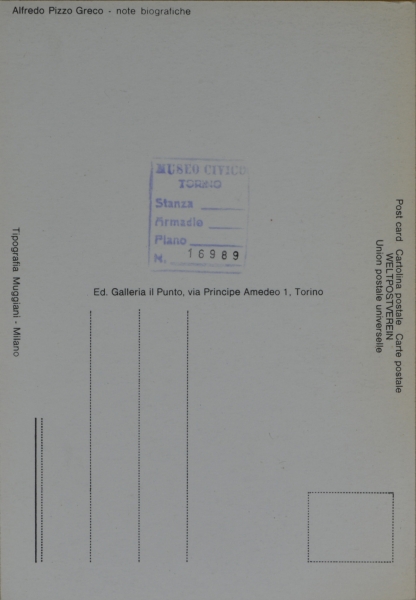 Alfredo Pizzo Greco - note biografiche
MUSEO CIVICO
TORINO
Stanza
Armadio
Piano
N. 16989
Ed. Galleria il Punto, via Principe Amedeo 1, Torino
Tipografia Muggiani - Milano
Post card Cartolina postale Carte postale
WELTPOSTVEREIN
Union postale universelle